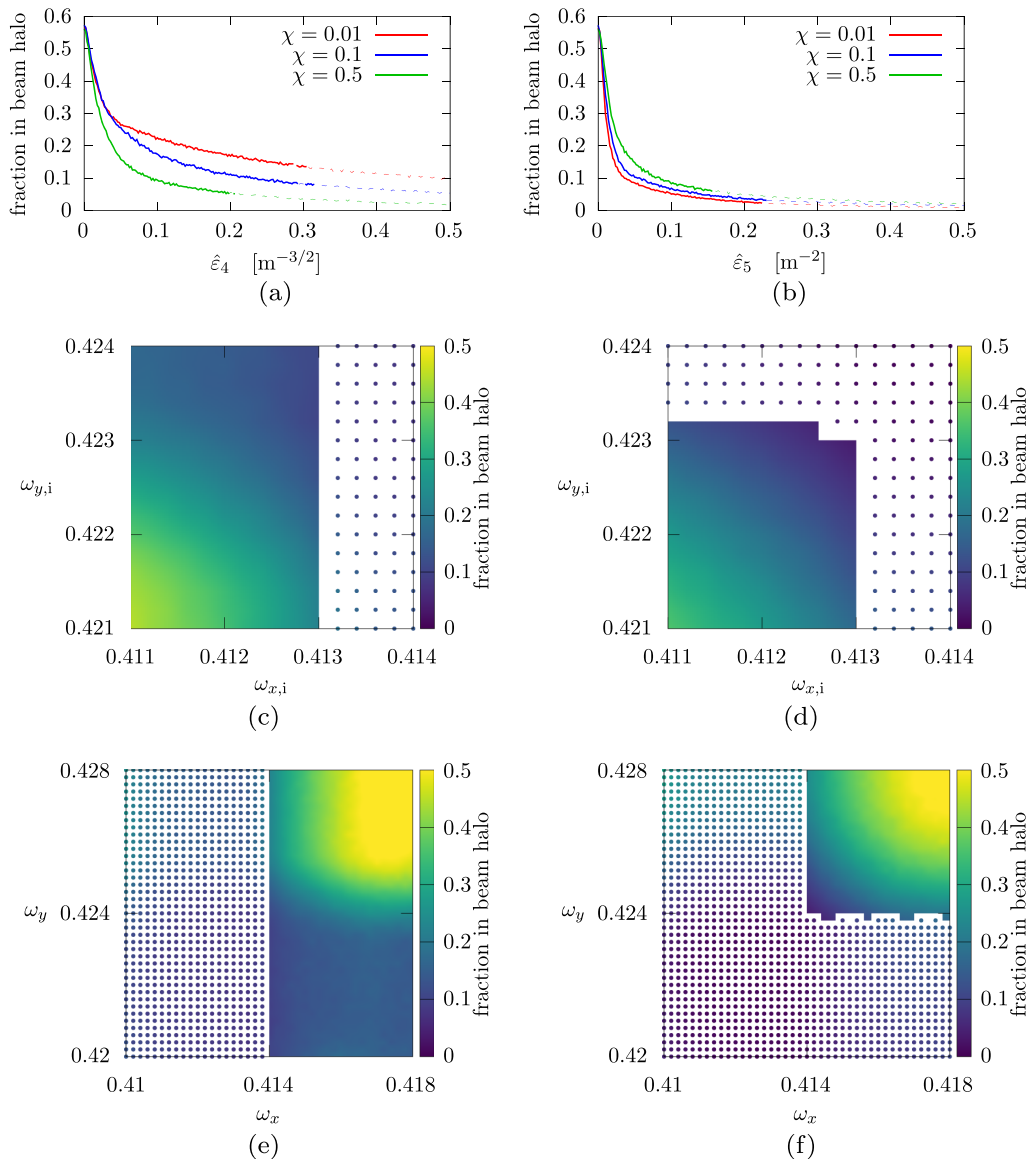 fraction in beam halo
0.6
0.5
0.4
0.3
0.2
0.1
0
χ = 0.01
χ = 0.1
χ = 0.5
0 0.1 0.2 0.3 0.4 0.5
ε̂₄ [m⁻³/²]
(a)
fraction in beam halo
0.6
0.5
0.4
0.3
0.2
0.1
0
χ = 0.01
χ = 0.1
χ = 0.5
0 0.1 0.2 0.3 0.4 0.5
ε̂₅ [m⁻²]
(b)
ω_{y,i}
0.424
0.423
0.422
0.421
0.411 0.412 0.413 0.414
ω_{x,i}
0.5
0.4
0.3
0.2
0.1
0
fraction in beam halo
(c)
ω_{y,i}
0.424
0.423
0.422
0.421
0.411 0.412 0.413 0.414
ω_{x,i}
0.5
0.4
0.3
0.2
0.1
0
fraction in beam halo
(d)
ω_y
0.428
0.424
0.42
0.41 0.414 0.418
ω_x
0.5
0.4
0.3
0.2
0.1
0
fraction in beam halo
(e)
ω_y
0.428
0.424
0.42
0.41 0.414 0.418
ω_x
0.5
0.4
0.3
0.2
0.1
0
fraction in beam halo
(f)